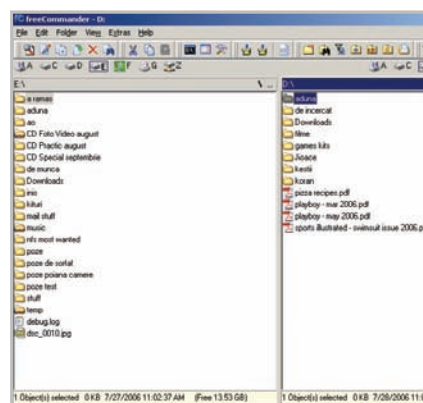 freeCommander - D:
File Edit Folder View Extras Help
A C D E F G Z
A C
E:\ \ ..
D:\
a ramas
aduna
ao
CD Foto Video august
CD Practic august
CD Special septembrie
de munca
Downloads
inio
kituri
mail stuff
music
nfs most wanted
poze
poze de sortat
poze poiana camere
poze test
stuff
temp
debug.log
dsc_0010.jpg
1 Object(s) selected 0 KB 7/27/2006 11:02:37 AM (Free 13.53 GB)
aduna
de incercat
Downloads
filme
games kits
Jioace
kestii
koran
pizza recipes.pdf
playboy - mar 2006.pdf
playboy - may 2006.pdf
sports illustrated - swimsuit issue 2006.p
1 Object(s) selected 0 KB 7/28/2006 11:0